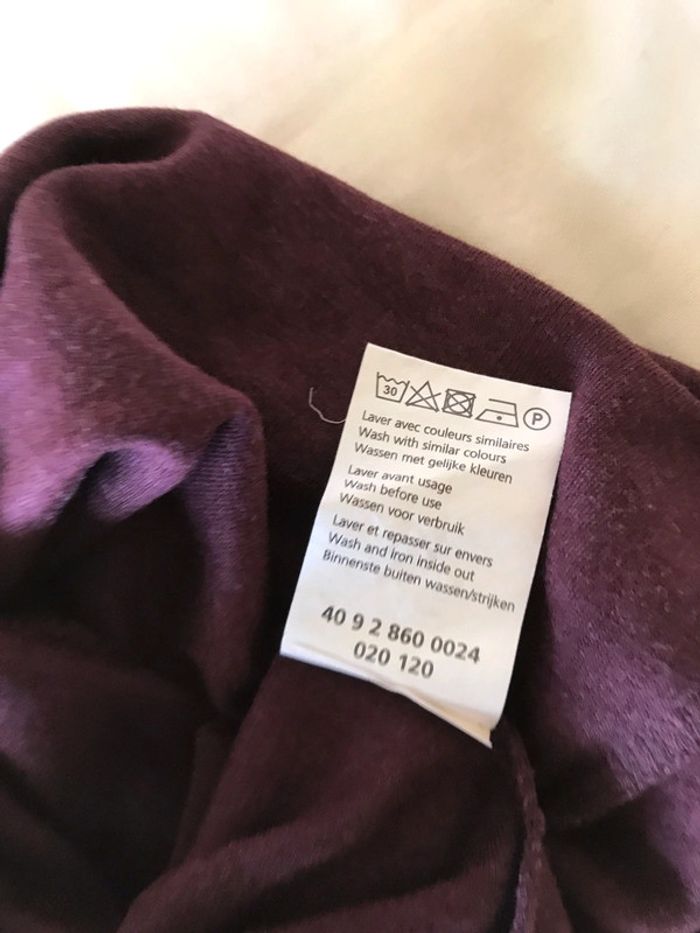 30 P
Laver avec couleurs similaires
Wash with similar colours
Wassen met gelijke kleuren
Laver avant usage
Wash before use
Wassen voor verbruik
Laver et repasser sur envers
Wash and iron inside out
Binnenste buiten wassen/strijken
40 9 2 860 0024
020 120